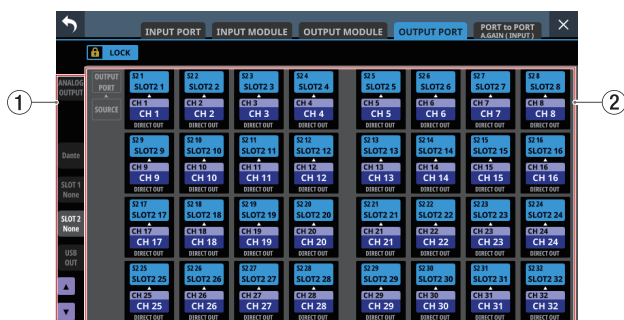 INPUT PORT INPUT MODULE OUTPUT MODULE OUTPUT PORT PORT to PORT
A.GAIN ( INPUT )
LOCK
ANALOG
OUTPUT
Dante
SLOT 1
None
SLOT 2
None
USB
OUT
1
2
OUTPUT
PORT
SOURCE
S2 1 S2 2 S2 3 S2 4 S2 5 S2 6 S2 7 S2 8
SLOT2 1 SLOT2 2 SLOT2 3 SLOT2 4 SLOT2 5 SLOT2 6 SLOT2 7 SLOT2 8
CH 1 CH 2 CH 3 CH 4 CH 5 CH 6 CH 7 CH 8
CH 1 CH 2 CH 3 CH 4 CH 5 CH 6 CH 7 CH 8
DIRECT OUT DIRECT OUT DIRECT OUT DIRECT OUT DIRECT OUT DIRECT OUT DIRECT OUT DIRECT OUT
S2 9 S2 10 S2 11 S2 12 S2 13 S2 14 S2 15 S2 16
SLOT2 9 SLOT2 10 SLOT2 11 SLOT2 12 SLOT2 13 SLOT2 14 SLOT2 15 SLOT2 16
CH 9 CH 10 CH 11 CH 12 CH 13 CH 14 CH 15 CH 16
CH 9 CH 10 CH 11 CH 12 CH 13 CH 14 CH 15 CH 16
DIRECT OUT DIRECT OUT DIRECT OUT DIRECT OUT DIRECT OUT DIRECT OUT DIRECT OUT DIRECT OUT
S2 17 S2 18 S2 19 S2 20 S2 21 S2 22 S2 23 S2 24
SLOT2 17 SLOT2 18 SLOT2 19 SLOT2 20 SLOT2 21 SLOT2 22 SLOT2 23 SLOT2 24
CH 17 CH 18 CH 19 CH 20 CH 21 CH 22 CH 23 CH 24
CH 17 CH 18 CH 19 CH 20 CH 21 CH 22 CH 23 CH 24
DIRECT OUT DIRECT OUT DIRECT OUT DIRECT OUT DIRECT OUT DIRECT OUT DIRECT OUT DIRECT OUT
S2 25 S2 26 S2 27 S2 28 S2 29 S2 30 S2 31 S2 32
SLOT2 25 SLOT2 26 SLOT2 27 SLOT2 28 SLOT2 29 SLOT2 30 SLOT2 31 SLOT2 32
CH 25 CH 26 CH 27 CH 28 CH 29 CH 30 CH 31 CH 32
CH 25 CH 26 CH 27 CH 28 CH 29 CH 30 CH 31 CH 32
DIRECT OUT DIRECT OUT DIRECT OUT DIRECT OUT DIRECT OUT DIRECT OUT DIRECT OUT DIRECT OUT